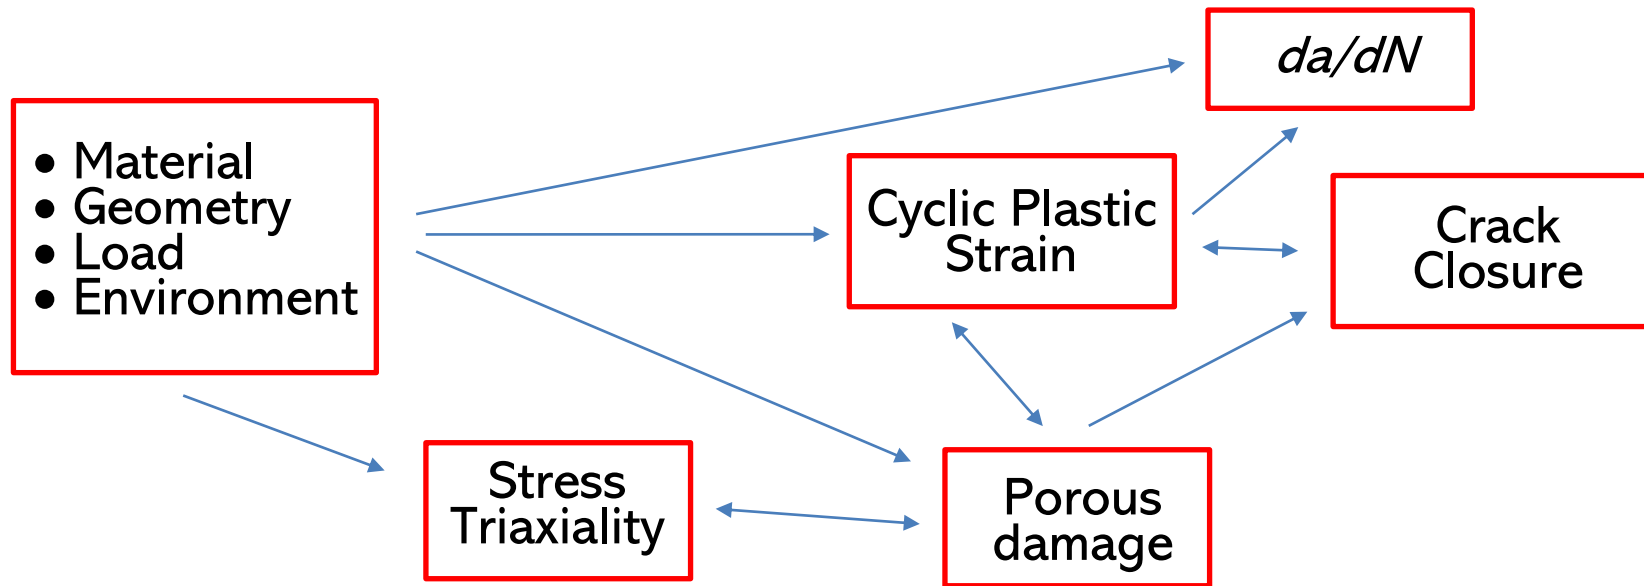 da/dN
● Material
● Geometry
● Load
● Environment
Cyclic Plastic
Strain
Crack
Closure
Stress
Triaxiality
Porous
damage